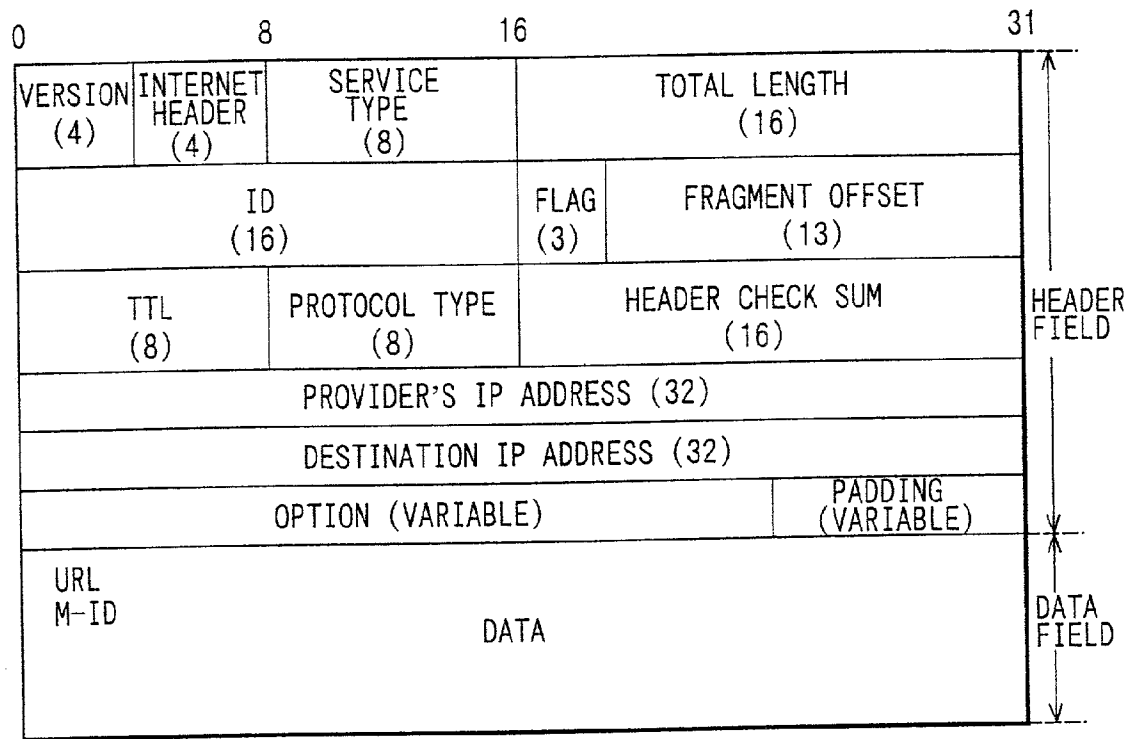 0 8 16 31
VERSION
(4)
INTERNET
HEADER
(4)
SERVICE
TYPE
(8)
TOTAL LENGTH
(16)
ID
(16)
FLAG
(3)
FRAGMENT OFFSET
(13)
TTL
(8)
PROTOCOL TYPE
(8)
HEADER CHECK SUM
(16)
HEADER
FIELD
PROVIDER'S IP ADDRESS (32)
DESTINATION IP ADDRESS (32)
OPTION (VARIABLE)
PADDING
(VARIABLE)
URL
M-ID
DATA
DATA
FIELD